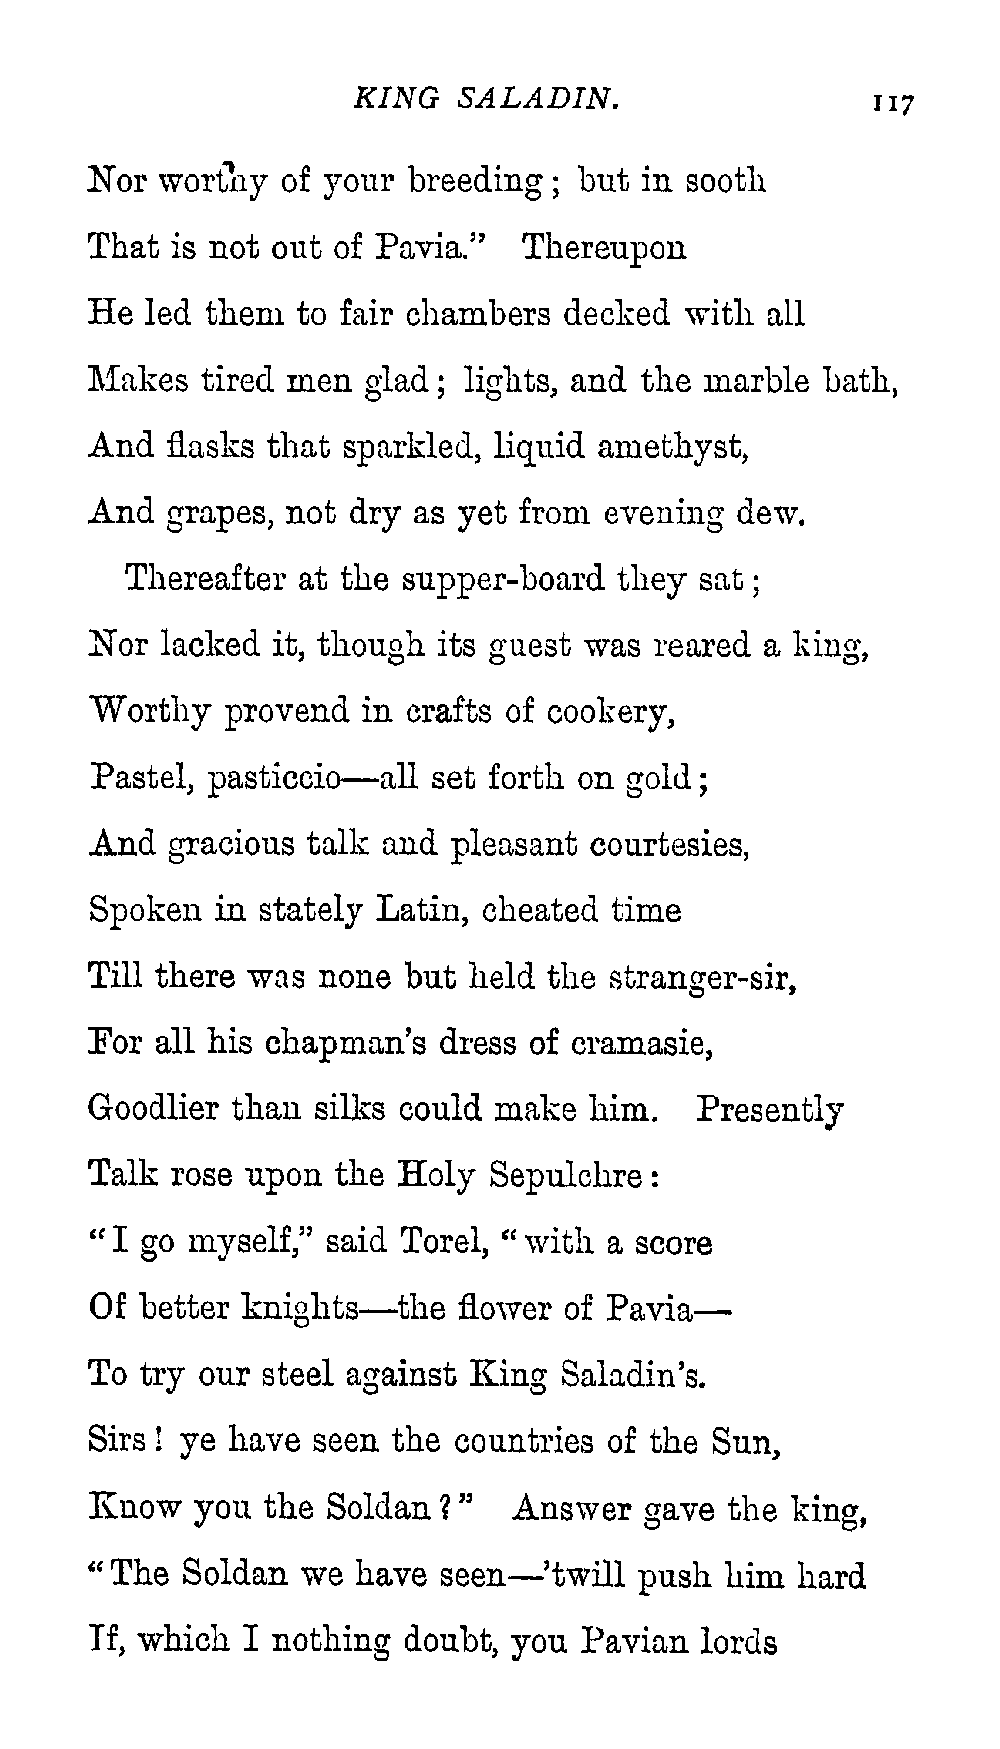 KING SALADIN. 117
Nor worthy of your breeding; but in sooth
That is not out of Pavia." Thereupon
He led them to fair chambers decked with all
Makes tired men glad; lights, and the marble bath,
And flasks that sparkled, liquid amethyst,
And grapes, not dry as yet from evening dew.
Thereafter at the supper-board they sat;
Nor lacked it, though its guest was reared a king,
Worthy provend in crafts of cookery,
Pastel, pasticcio—all set forth on gold;
And gracious talk and pleasant courtesies,
Spoken in stately Latin, cheated time
Till there was none but held the stranger-sir,
For all his chapman's dress of cramasie,
Goodlier than silks could make him. Presently
Talk rose upon the Holy Sepulchre:
"I go myself," said Torel, "with a score
Of better knights—the flower of Pavia—
To try our steel against King Saladin's.
Sirs! ye have seen the countries of the Sun,
Know you the Soldan?" Answer gave the king,
"The Soldan we have seen—'twill push him hard
If, which I nothing doubt, you Pavian lords